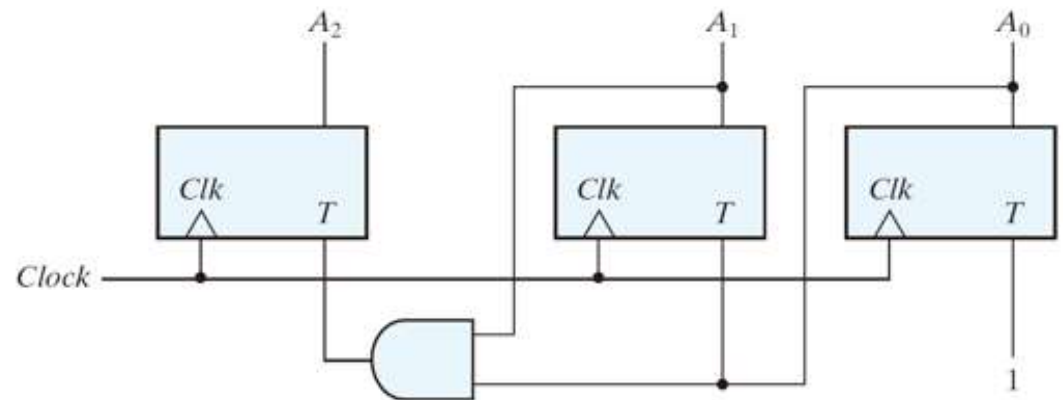 A₂ A₁ A₀
Clk Clk Clk
T T T
Clock
1